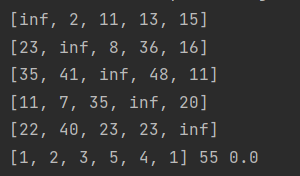 [inf, 2, 11, 13, 15]
[23, inf, 8, 36, 16]
[35, 41, inf, 48, 11]
[11, 7, 35, inf, 20]
[22, 40, 23, 23, inf]
[1, 2, 3, 5, 4, 1] 55 0.0